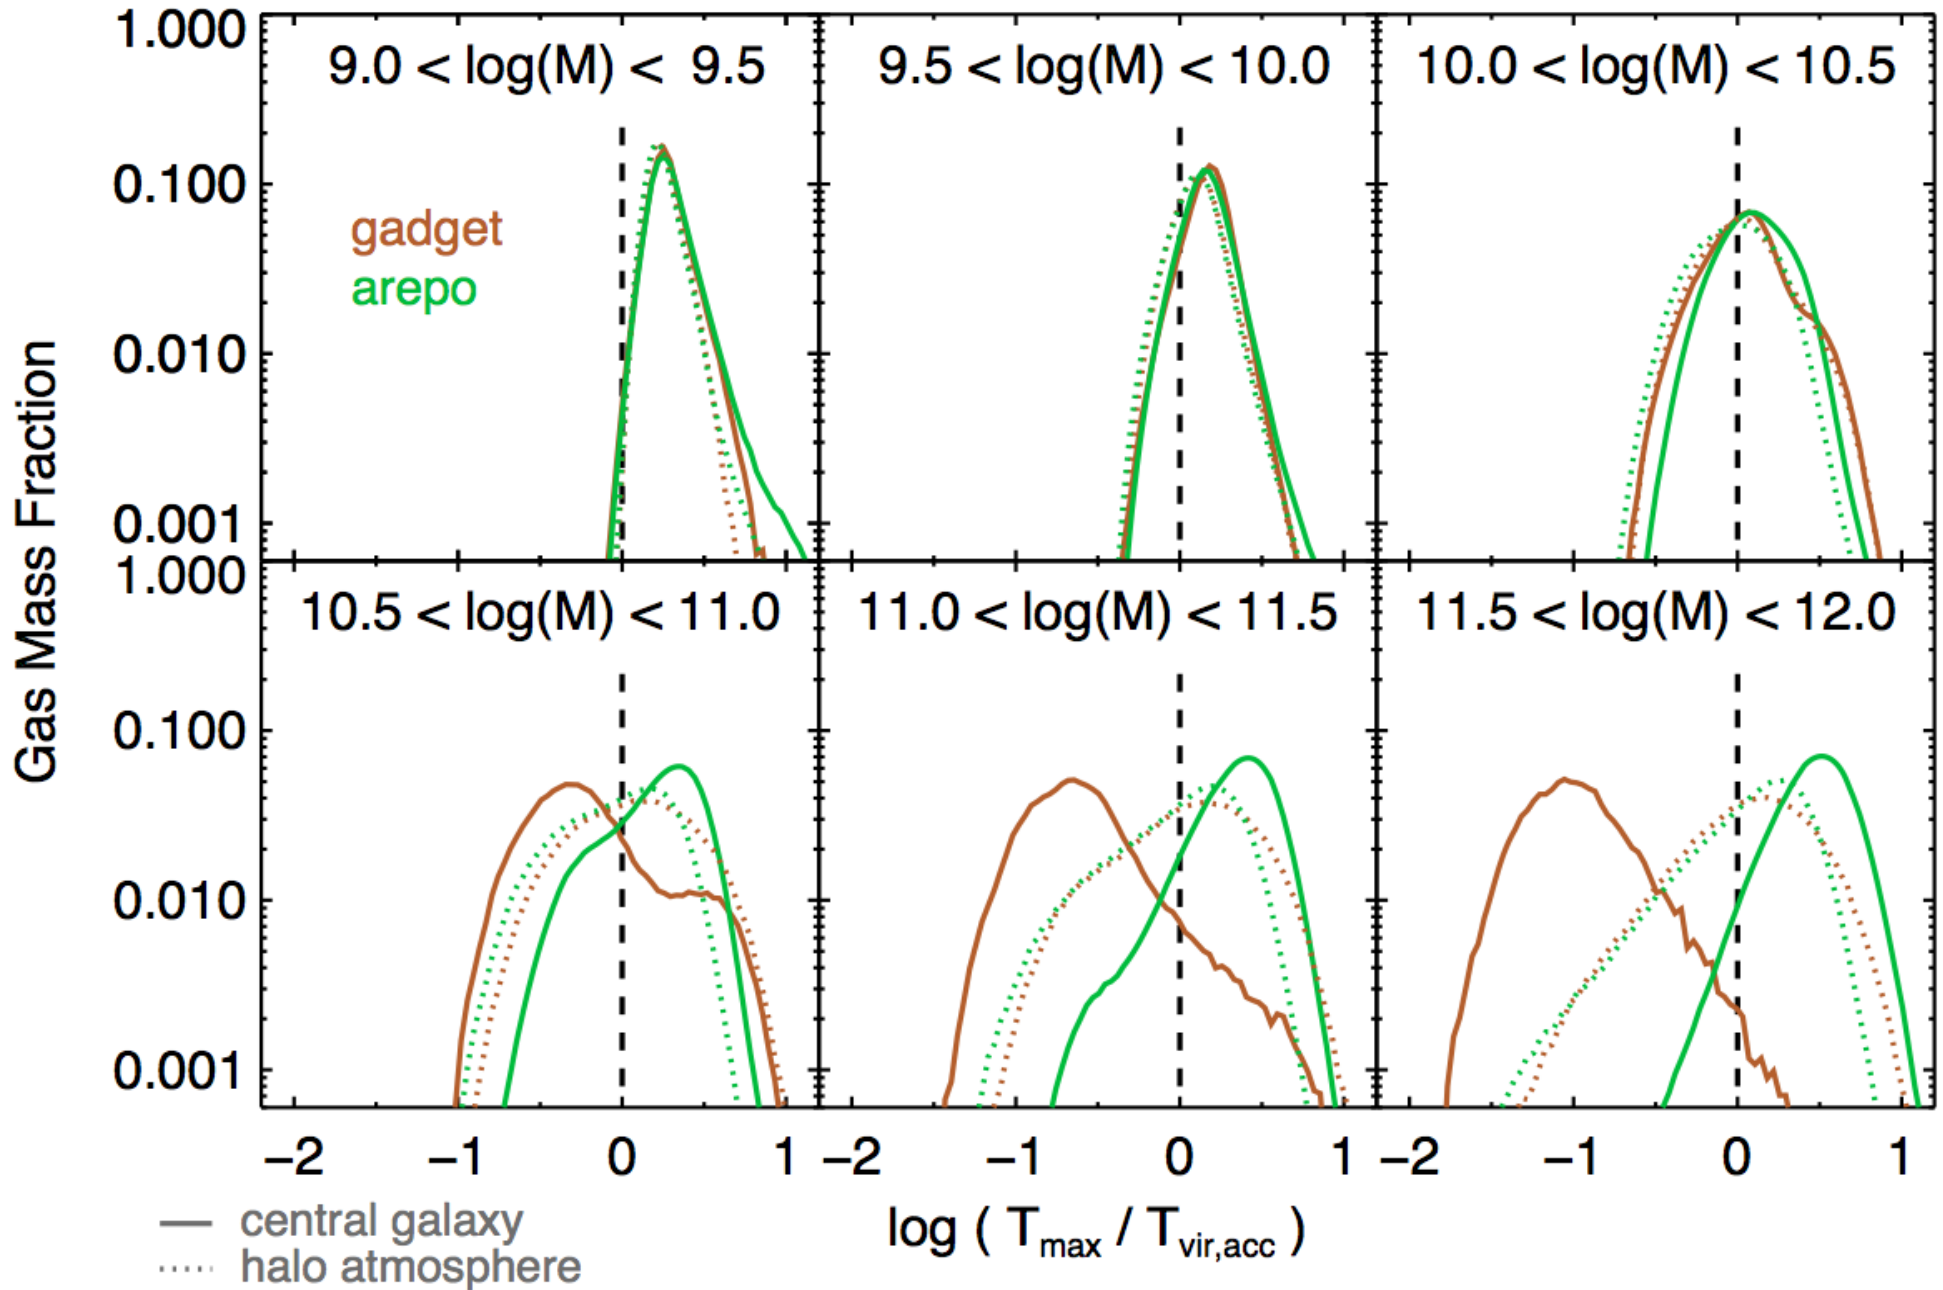 1.000
9.0 < log(M) < 9.5
9.5 < log(M) < 10.0
10.0 < log(M) < 10.5
0.100
gadget
arepo
0.010
0.001
Gas Mass Fraction
1.000
10.5 < log(M) < 11.0
11.0 < log(M) < 11.5
11.5 < log(M) < 12.0
0.100
0.010
0.001
−2 −1 0 1 −2 −1 0 1 −2 −1 0 1
central galaxy
halo atmosphere
log ( Tmax / Tvir,acc )